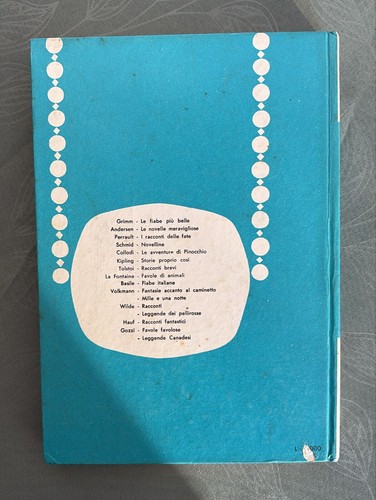 Grimm - Le fiabe più belle
Andersen - Le novelle meravigliose
Perrault - I racconti delle fate
Schmid - Novelline
Collodi - Le avventure di Pinocchio
Kipling - Storie proprio così
Tolstoi - Racconti brevi
La Fontaine - Favole di animali
Basile - Fiabe italiane
Volkmann - Fantasie accanto al caminetto
- Mille e una notte
Wilde - Racconti
- Leggende dei pellirosse
Hauf - Racconti fantastici
Gozzi - Favole favolose
- Leggende Canadesi